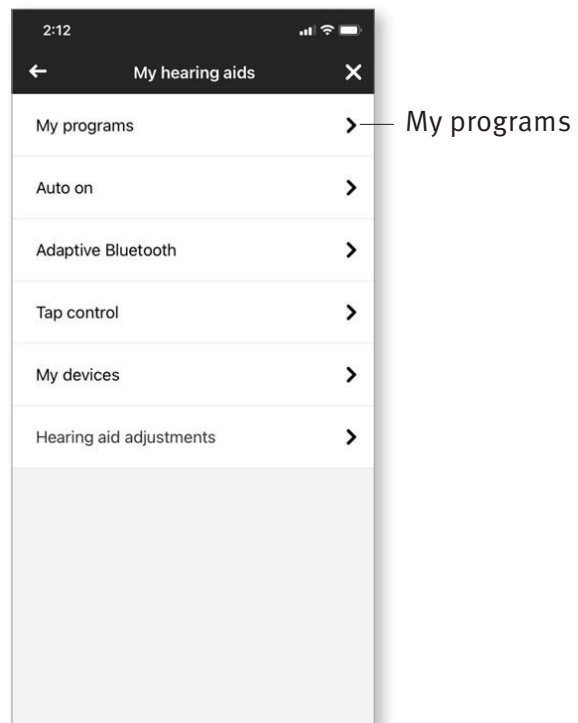 2:12
My hearing aids
My programs
My programs
Auto on
Adaptive Bluetooth
Tap control
My devices
Hearing aid adjustments